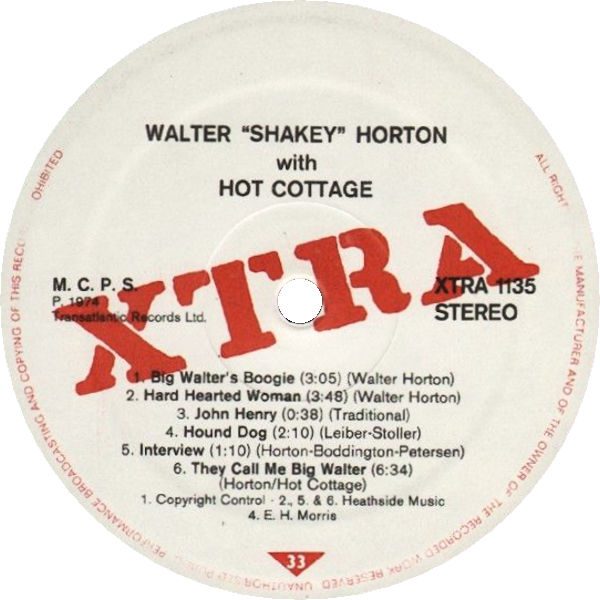 WALTER “SHAKEY” HORTON
with
HOT COTTAGE
XTRA
M. C. P. S.
P. 1974
Transatlantic Records Ltd.
XTRA 1135
STEREO
1. Big Walter's Boogie (3:05) (Walter Horton)
2. Hard Hearted Woman (3:48) (Walter Horton)
3. John Henry (0:38) (Traditional)
4. Hound Dog (2:10) (Leiber-Stoller)
5. Interview (1:10) (Horton-Boddington-Petersen)
6. They Call Me Big Walter (6:34)
(Horton/Hot Cottage)
1. Copyright Control - 2., 5. & 6. Heathside Music
4. E. H. Morris
33
ALL RIGHT MANUFACTURER AND OF THE OWNER OF THE RECORDED WORK RESERVED UNAUTHORISED PERFORMANCE BROADCASTING AND COPYING OF THIS RECO OHIBITED